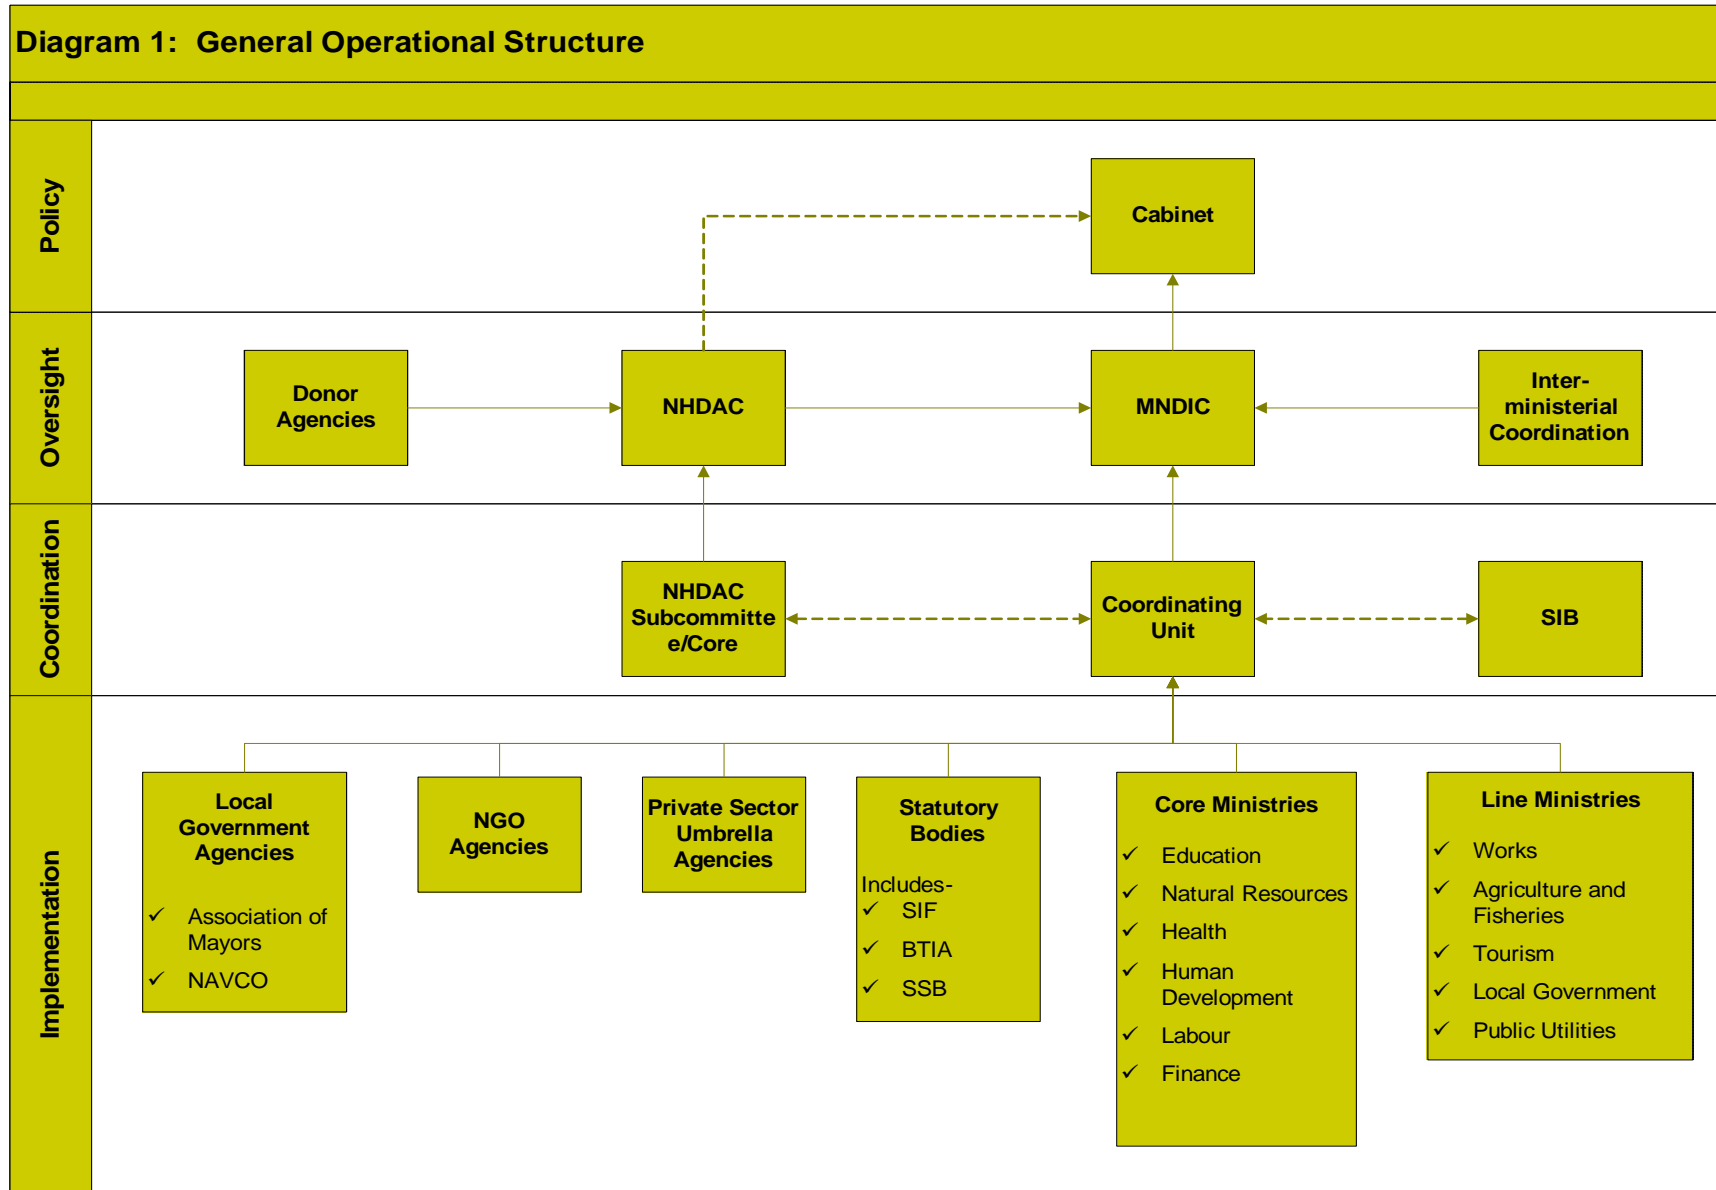 Diagram 1:  General Operational Structure
Policy
Cabinet
Oversight
Donor
Agencies
NHDAC
MNDIC
Inter-
ministerial
Coordination
Coordination
NHDAC
Subcommitte
e/Core
Coordinating
Unit
SIB
Implementation
Local
Government
Agencies
✓ Association of
Mayors
✓ NAVCO
NGO
Agencies
Private Sector
Umbrella
Agencies
Statutory
Bodies
Includes-
✓ SIF
✓ BTIA
✓ SSB
Core Ministries
✓ Education
✓ Natural Resources
✓ Health
✓ Human
Development
✓ Labour
✓ Finance
Line Ministries
✓ Works
✓ Agriculture and
Fisheries
✓ Tourism
✓ Local Government
✓ Public Utilities